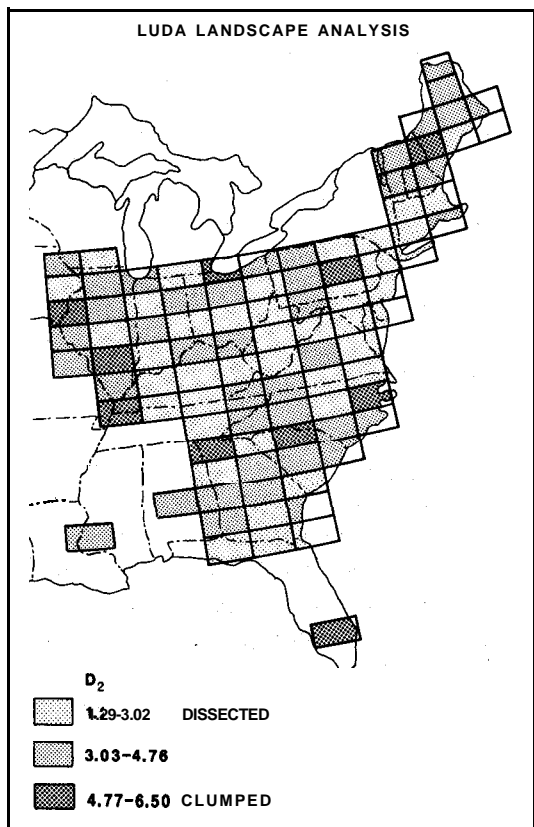 LUDA LANDSCAPE ANALYSIS
D2
1.29-3.02 DISSECTED
3.03-4.76
4.77-6.50 CLUMPED